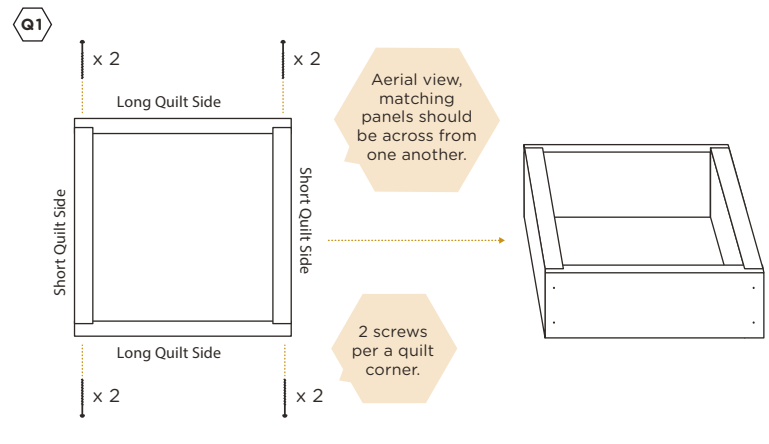 Q1
x 2
x 2
Long Quilt Side
Aerial view,
matching
panels should
be across from
one another.
Short Quilt Side
Short Quilt Side
Long Quilt Side
2 screws
per a quilt
corner.
x 2
x 2